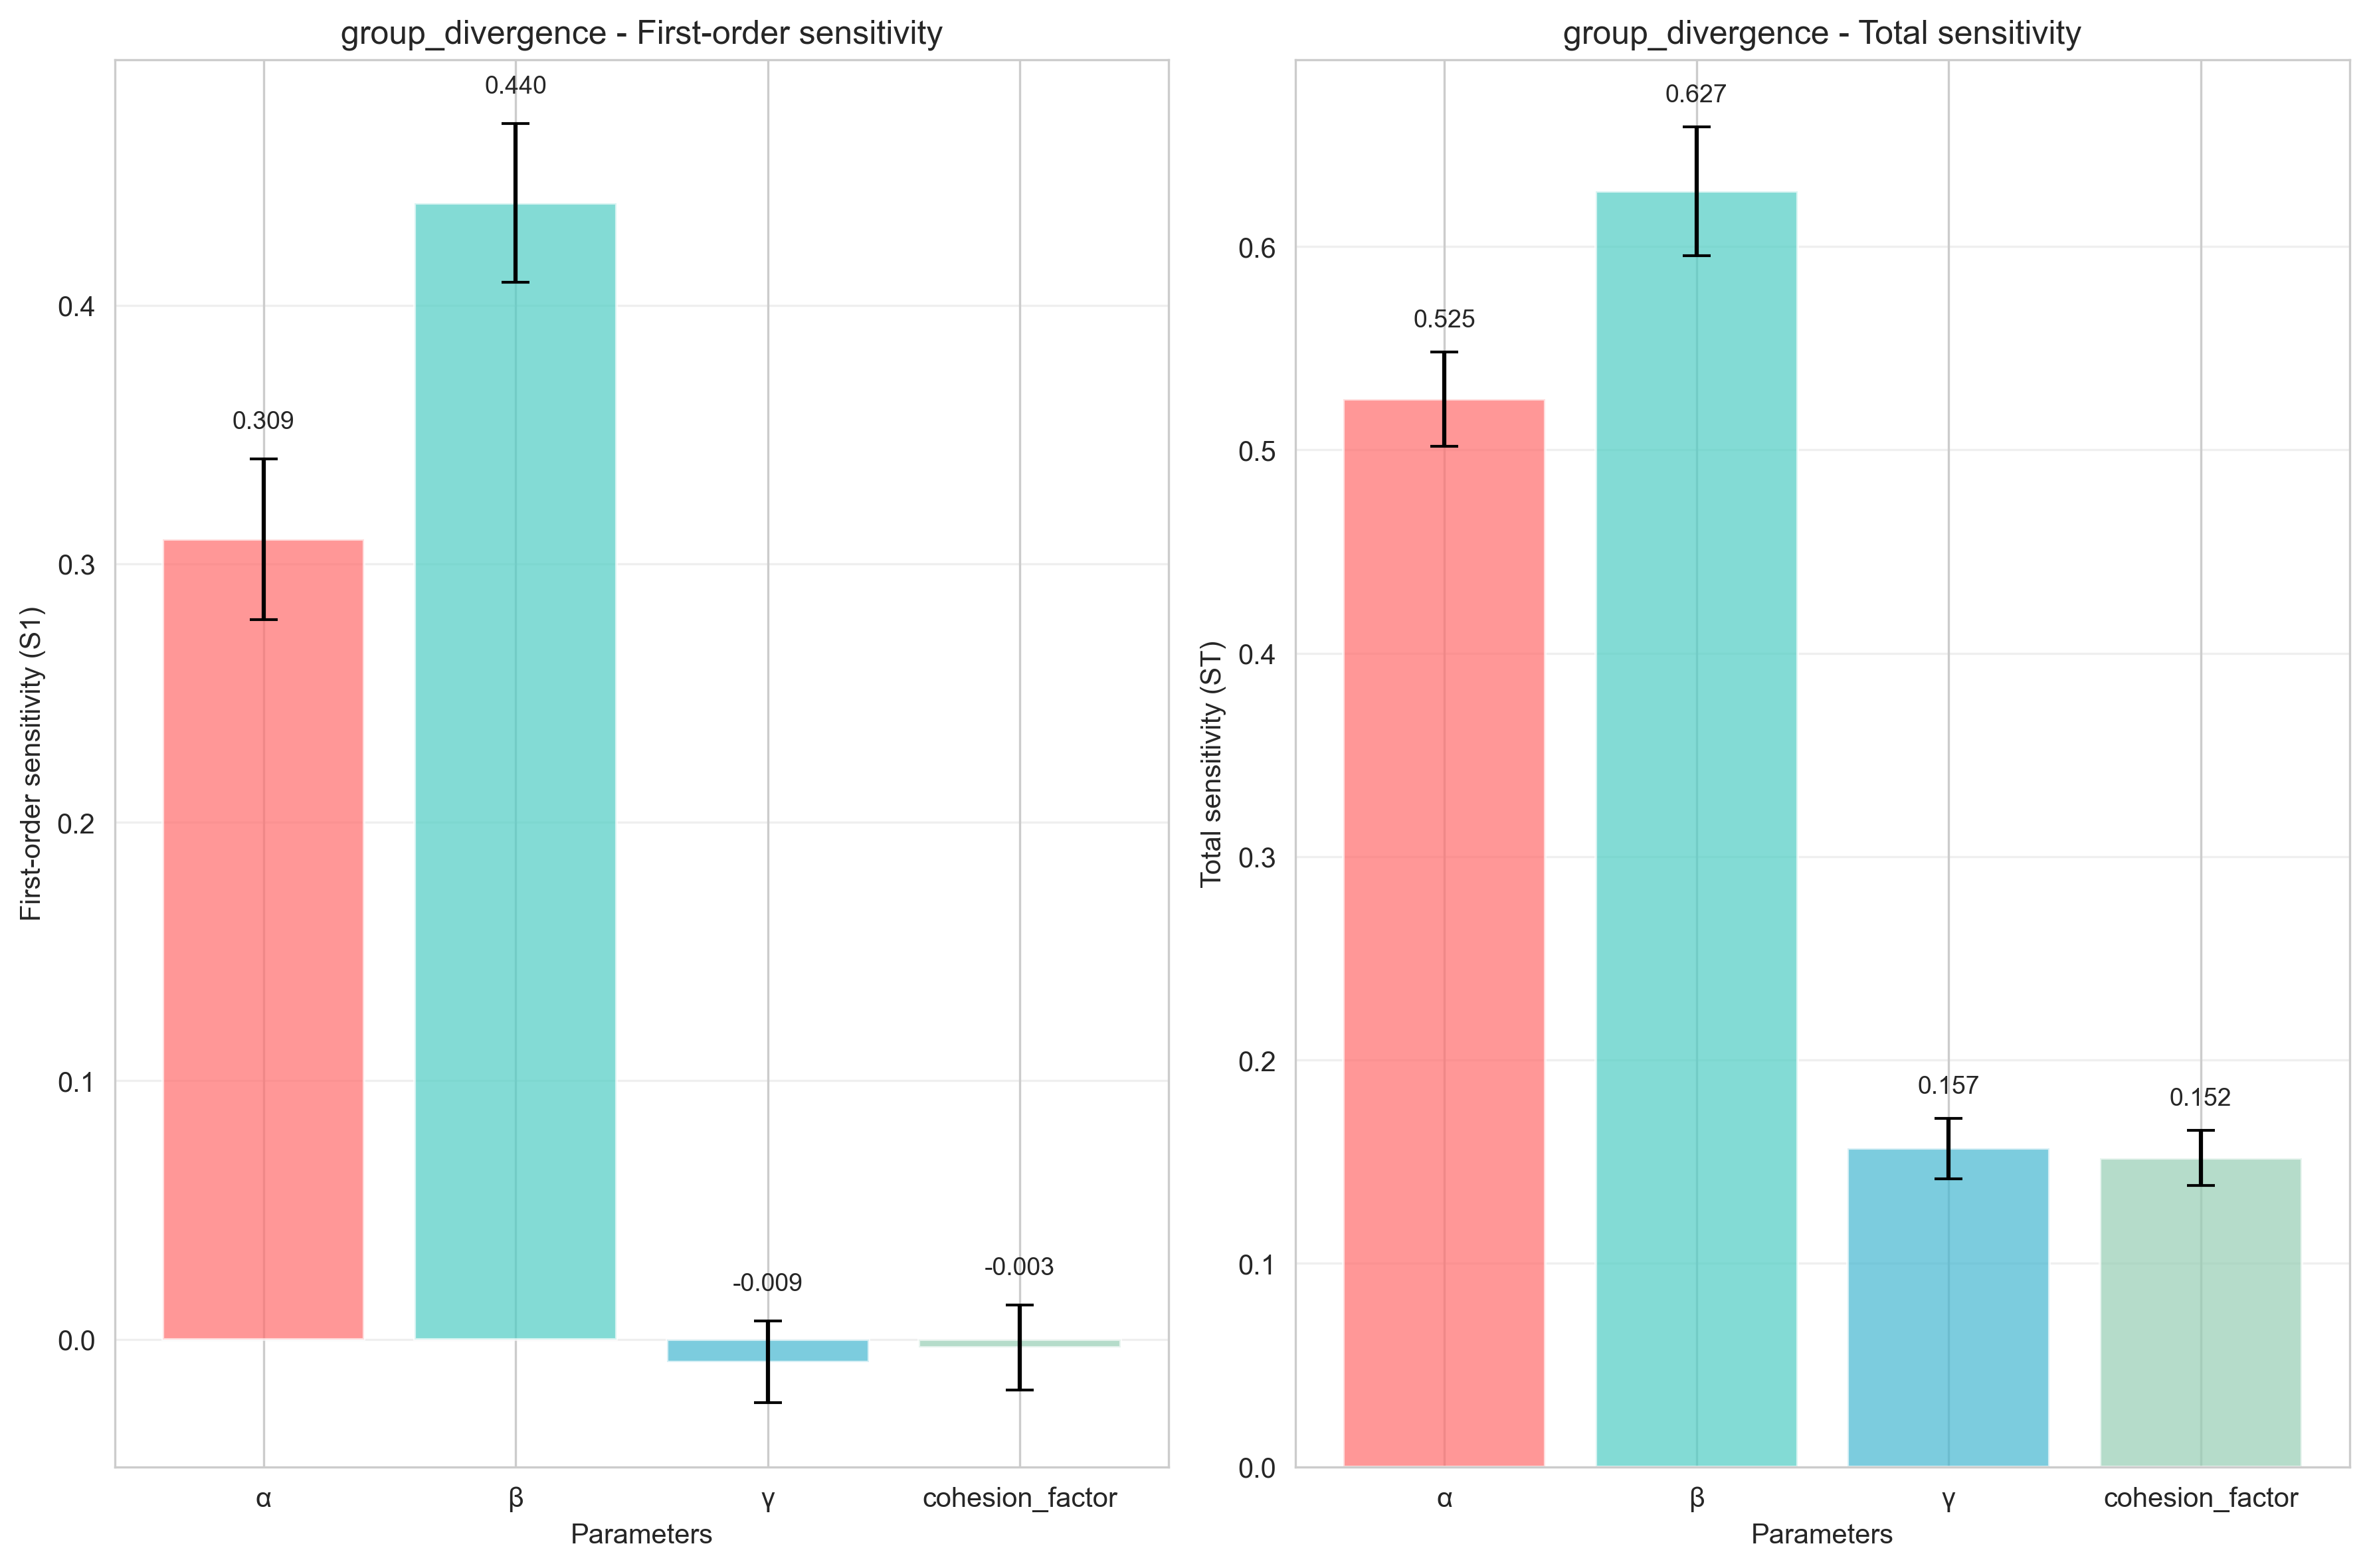 group_divergence - First-order sensitivity
First-order sensitivity (S1)
0.4
0.3
0.2
0.1
0.0
0.309
0.440
-0.009
-0.003
α
β
γ
cohesion_factor
Parameters
group_divergence - Total sensitivity
Total sensitivity (ST)
0.6
0.5
0.4
0.3
0.2
0.1
0.0
0.525
0.627
0.157
0.152
α
β
γ
cohesion_factor
Parameters